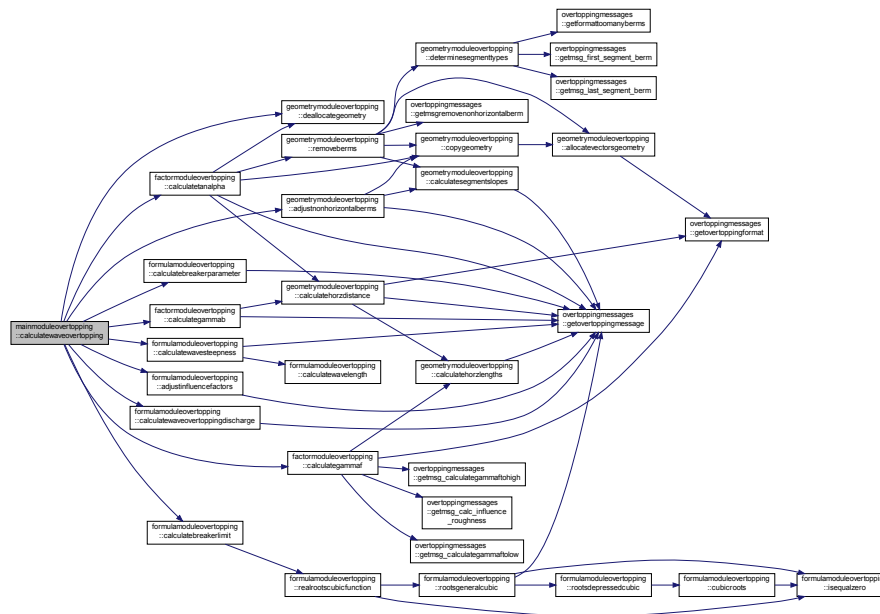 overtoppingmessages
::getformattoomanyberms
geometrymoduleovertopping
::determinesegmenttypes
overtoppingmessages
::getmsg_first_segment_berm
overtoppingmessages
::getmsg_last_segment_berm
geometrymoduleovertopping
::deallocategeometry
overtoppingmessages
::getmsgremovenonhorizontalberm
geometrymoduleovertopping
::removeberms
geometrymoduleovertopping
::copygeometry
geometrymoduleovertopping
::allocatevectorsgeometry
factormoduleovertopping
::calculatetanalpha
geometrymoduleovertopping
::calculatesegmentslopes
geometrymoduleovertopping
::adjustnonhorizontalberms
overtoppingmessages
::getovertoppingformat
formulamoduleovertopping
::calculatebreakerparameter
geometrymoduleovertopping
::calculatehorzdistance
factormoduleovertopping
::calculategammab
overtoppingmessages
::getovertoppingmessage
mainmoduleovertopping
::calculatewaveovertopping
formulamoduleovertopping
::calculatewavesteepness
formulamoduleovertopping
::calculatewavelength
geometrymoduleovertopping
::calculatehorzlengths
formulamoduleovertopping
::adjustinfluencefactors
formulamoduleovertopping
::calculatewaveovertoppingdischarge
factormoduleovertopping
::calculategammaf
overtoppingmessages
::getmsg_calculategammaftohigh
overtoppingmessages
::getmsg_calc_influence
_roughness
formulamoduleovertopping
::calculatebreakerlimit
overtoppingmessages
::getmsg_calculategammaftolow
formulamoduleovertopping
::realrootscubicfunction
formulamoduleovertopping
::rootsgeneralcubic
formulamoduleovertopping
::rootsdepressedcubic
formulamoduleovertopping
::cubicroots
formulamoduleovertopping
::isequalzero